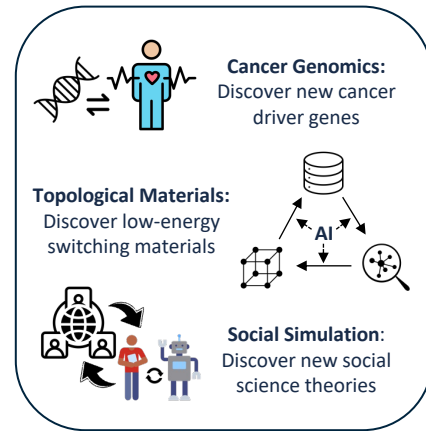 Cancer Genomics:
Discover new cancer
driver genes
Topological Materials:
Discover low-energy
switching materials
AI
Social Simulation:
Discover new social
science theories